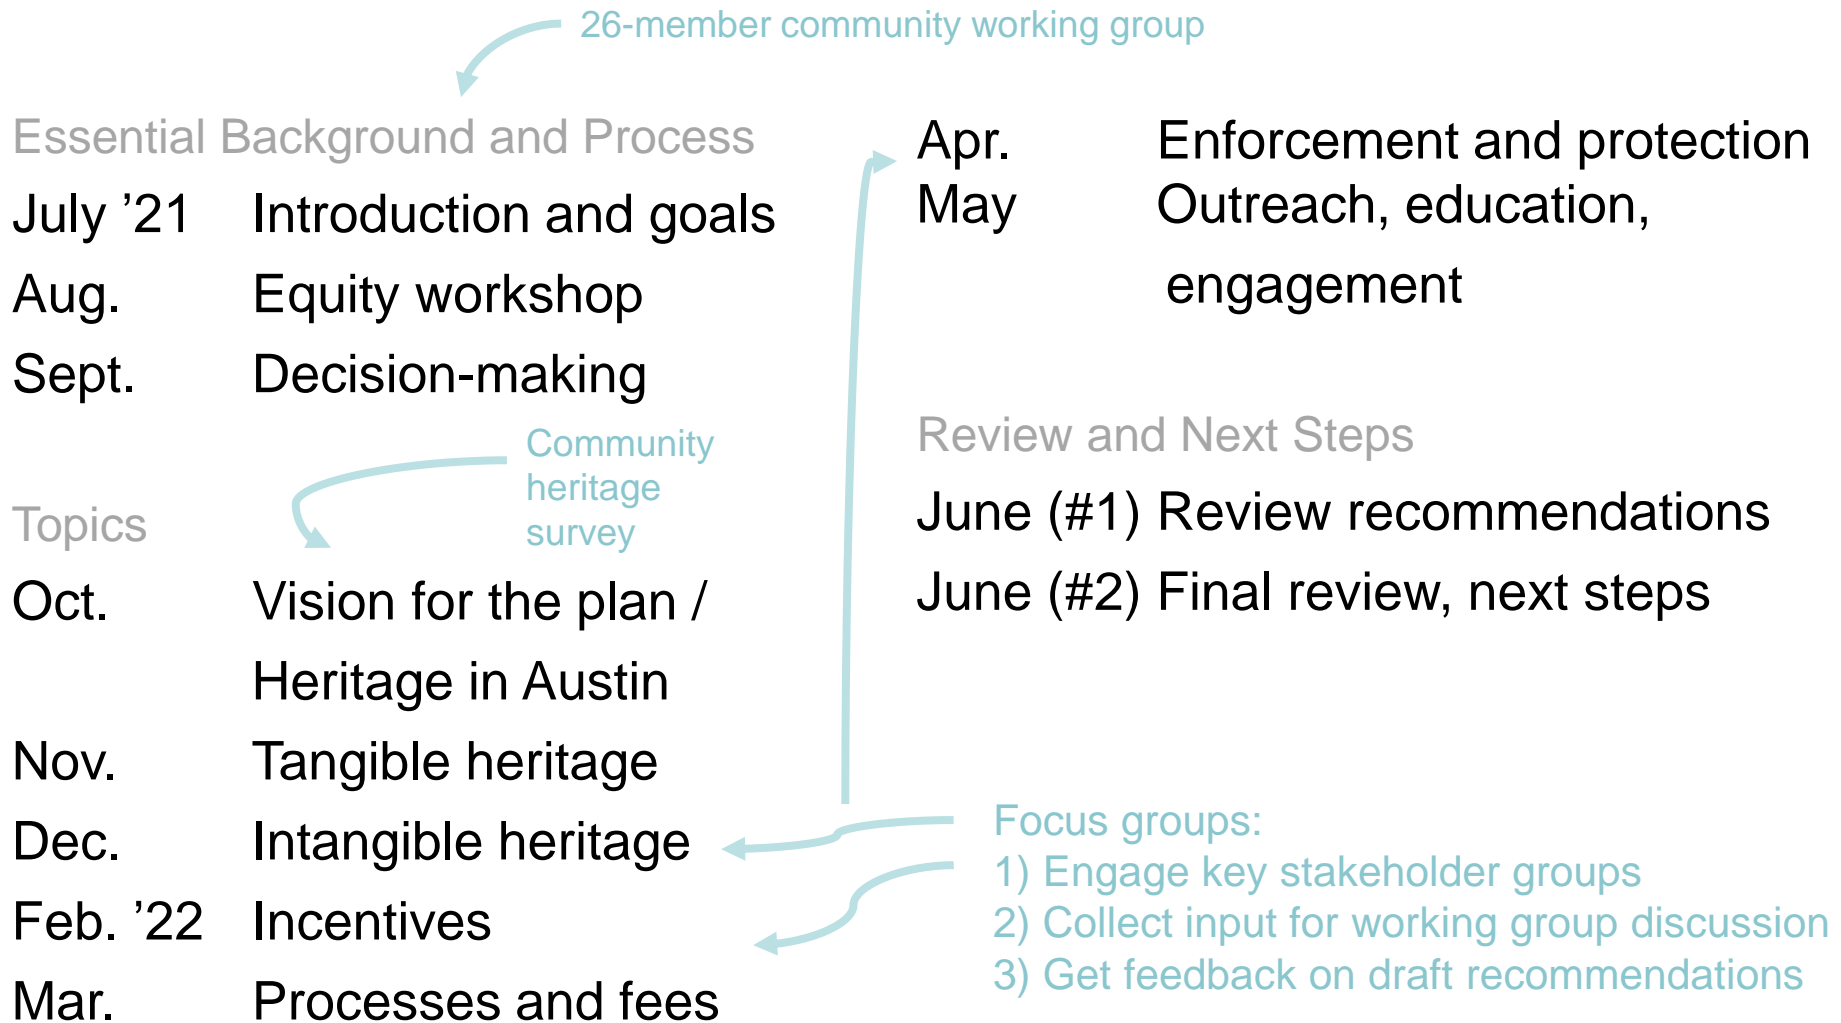 26-member community working group
Essential Background and Process
July ’21 Introduction and goals
Aug. Equity workshop
Sept. Decision-making
Community
heritage
survey
Topics
Oct. Vision for the plan /
Heritage in Austin
Nov. Tangible heritage
Dec. Intangible heritage
Feb. ’22 Incentives
Mar. Processes and fees
Apr. Enforcement and protection
May Outreach, education,
engagement
Review and Next Steps
June (#1) Review recommendations
June (#2) Final review, next steps
Focus groups:
1) Engage key stakeholder groups
2) Collect input for working group discussion
3) Get feedback on draft recommendations